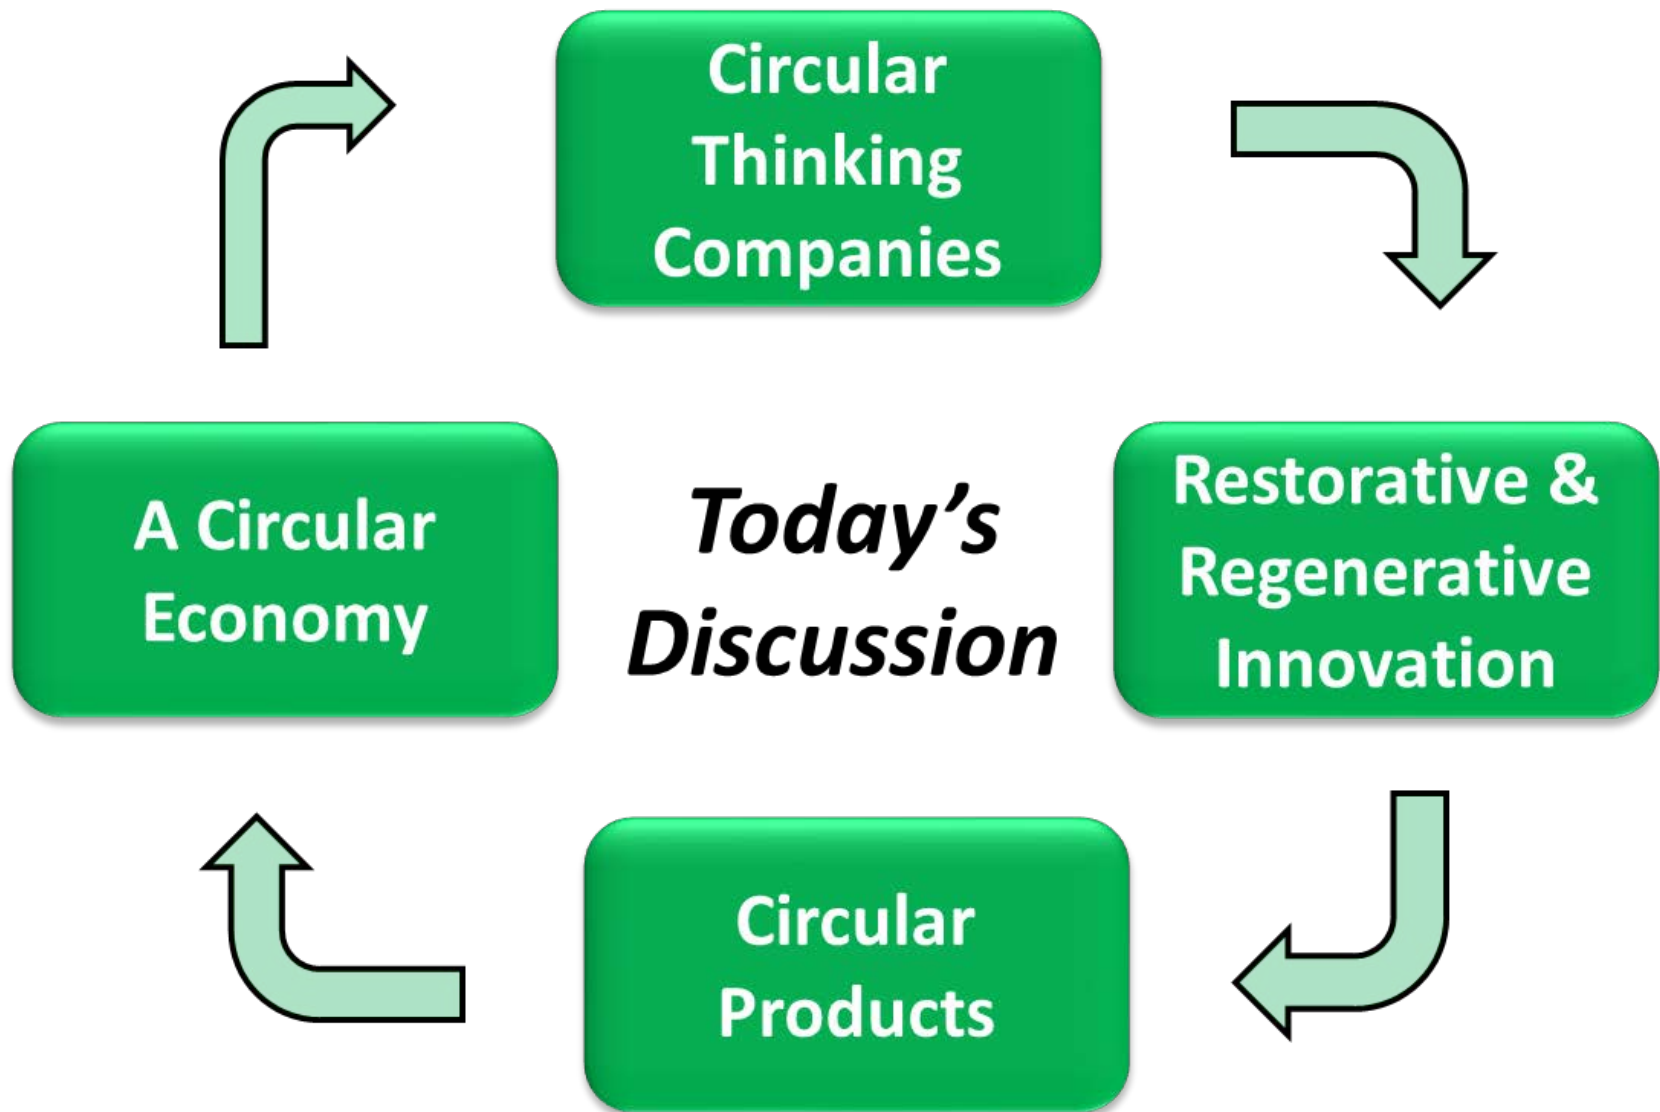 Circular
Thinking
Companies
A Circular
Economy
Today’s
Discussion
Restorative &
Regenerative
Innovation
Circular
Products